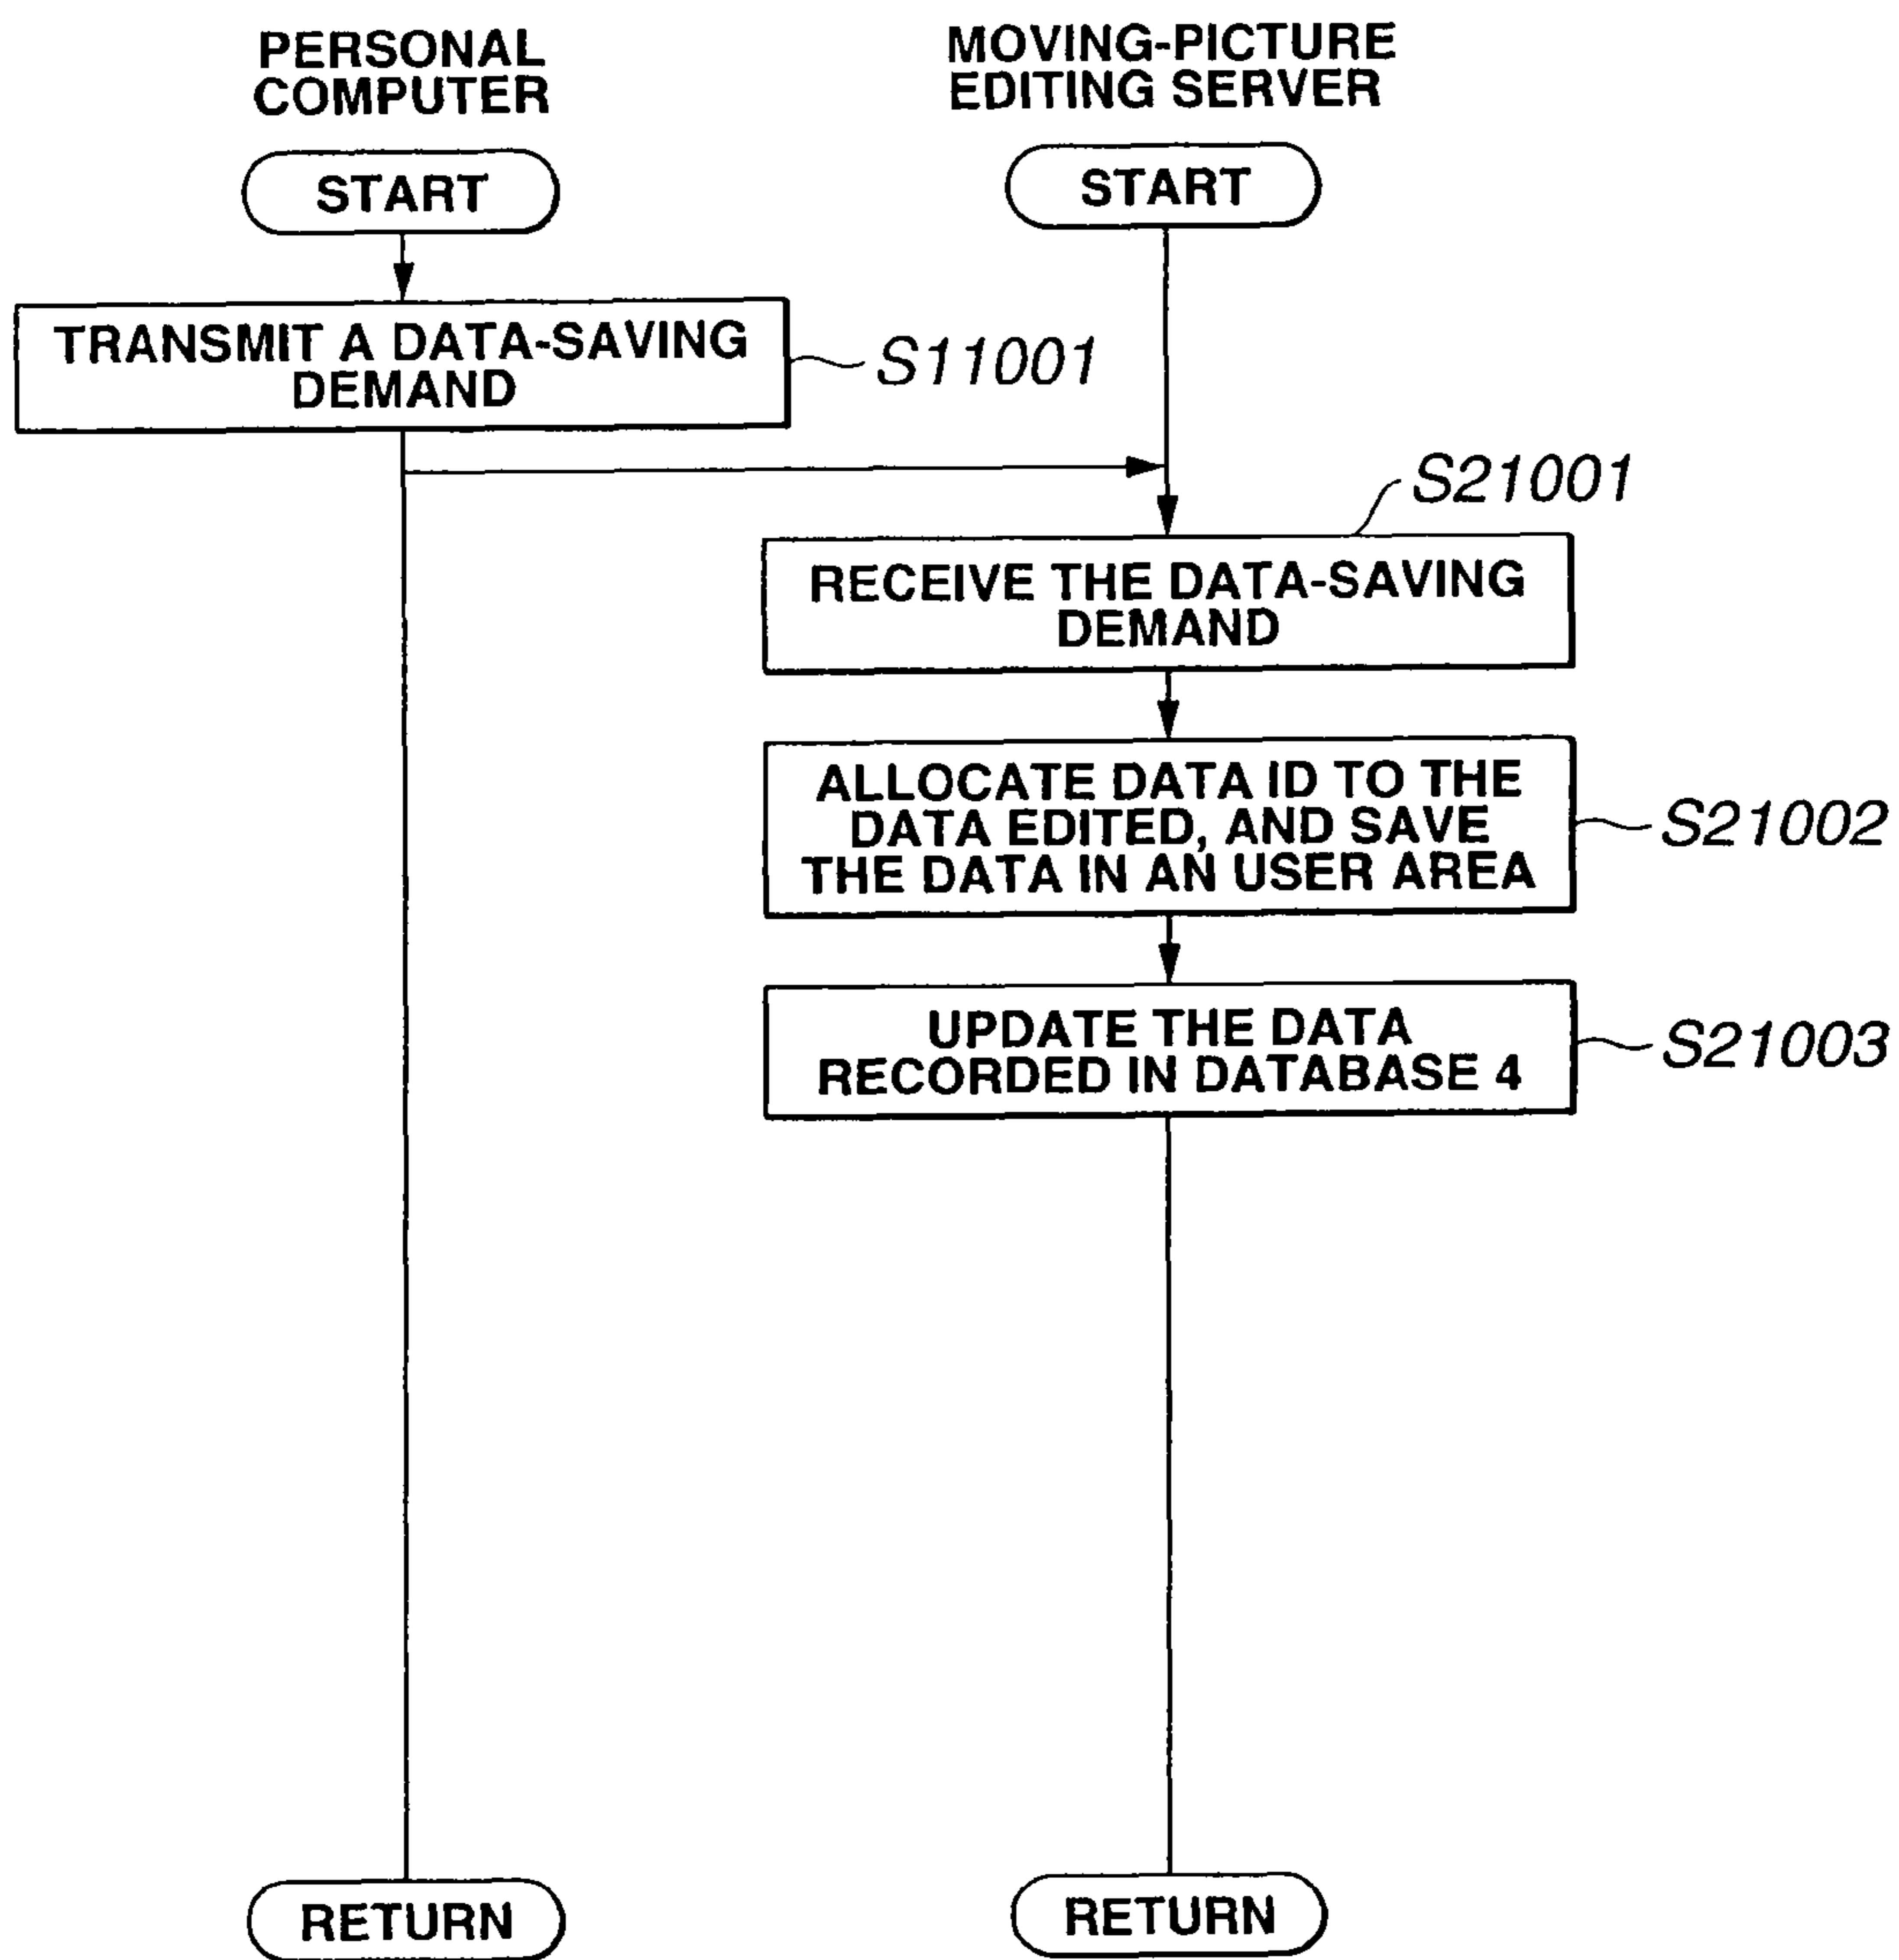 PERSONAL
COMPUTER
MOVING-PICTURE
EDITING SERVER
START
START
TRANSMIT A DATA-SAVING
DEMAND
S11001
S21001
RECEIVE THE DATA-SAVING
DEMAND
ALLOCATE DATA ID TO THE
DATA EDITED, AND SAVE
THE DATA IN AN USER AREA
S21002
UPDATE THE DATA
RECORDED IN DATABASE 4
S21003
RETURN
RETURN